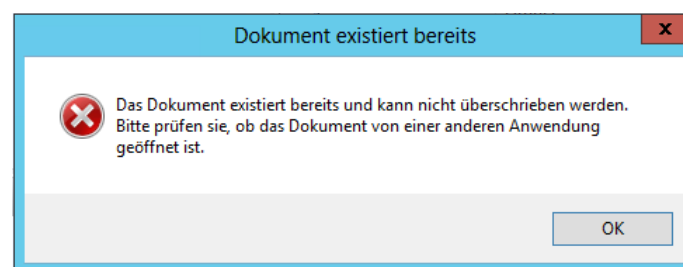 Dokument existiert bereits
x
Das Dokument existiert bereits und kann nicht überschrieben werden.
Bitte prüfen sie, ob das Dokument von einer anderen Anwendung
geöffnet ist.
OK